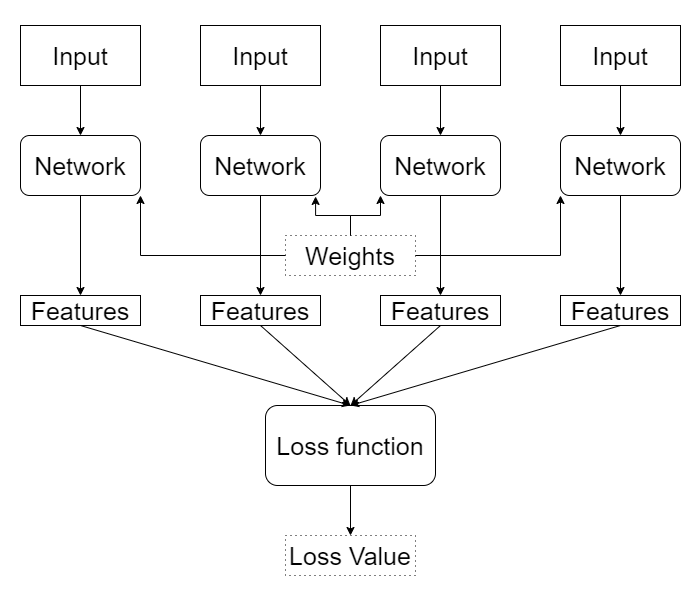 Input
Input
Input
Input
Network
Network
Network
Network
Weights
Features
Features
Features
Features
Loss function
Loss Value